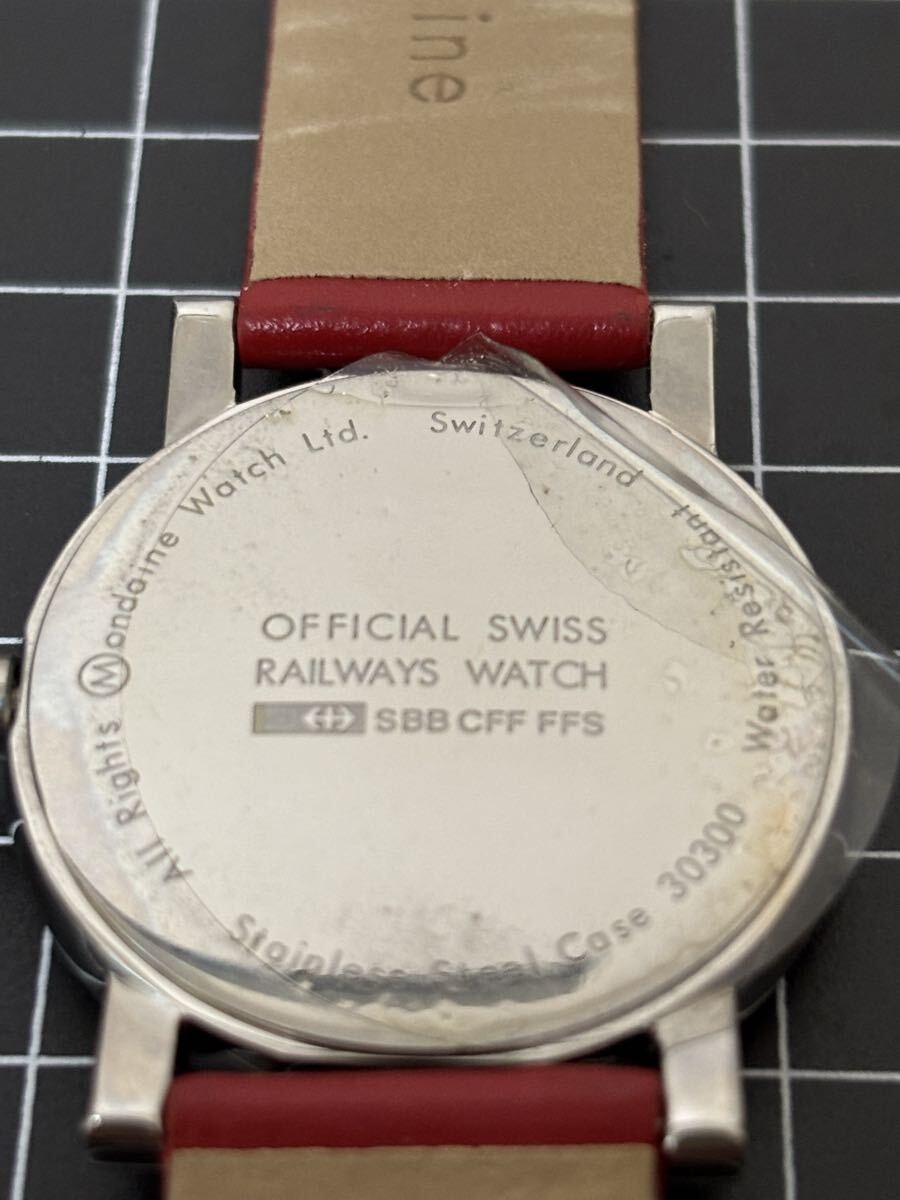 ine
All Rights Mondaine Watch Ltd. Switzerland Water Resistant
OFFICIAL SWISS
RAILWAYS WATCH
SBB CFF FFS
Stainless Steel Case 30300